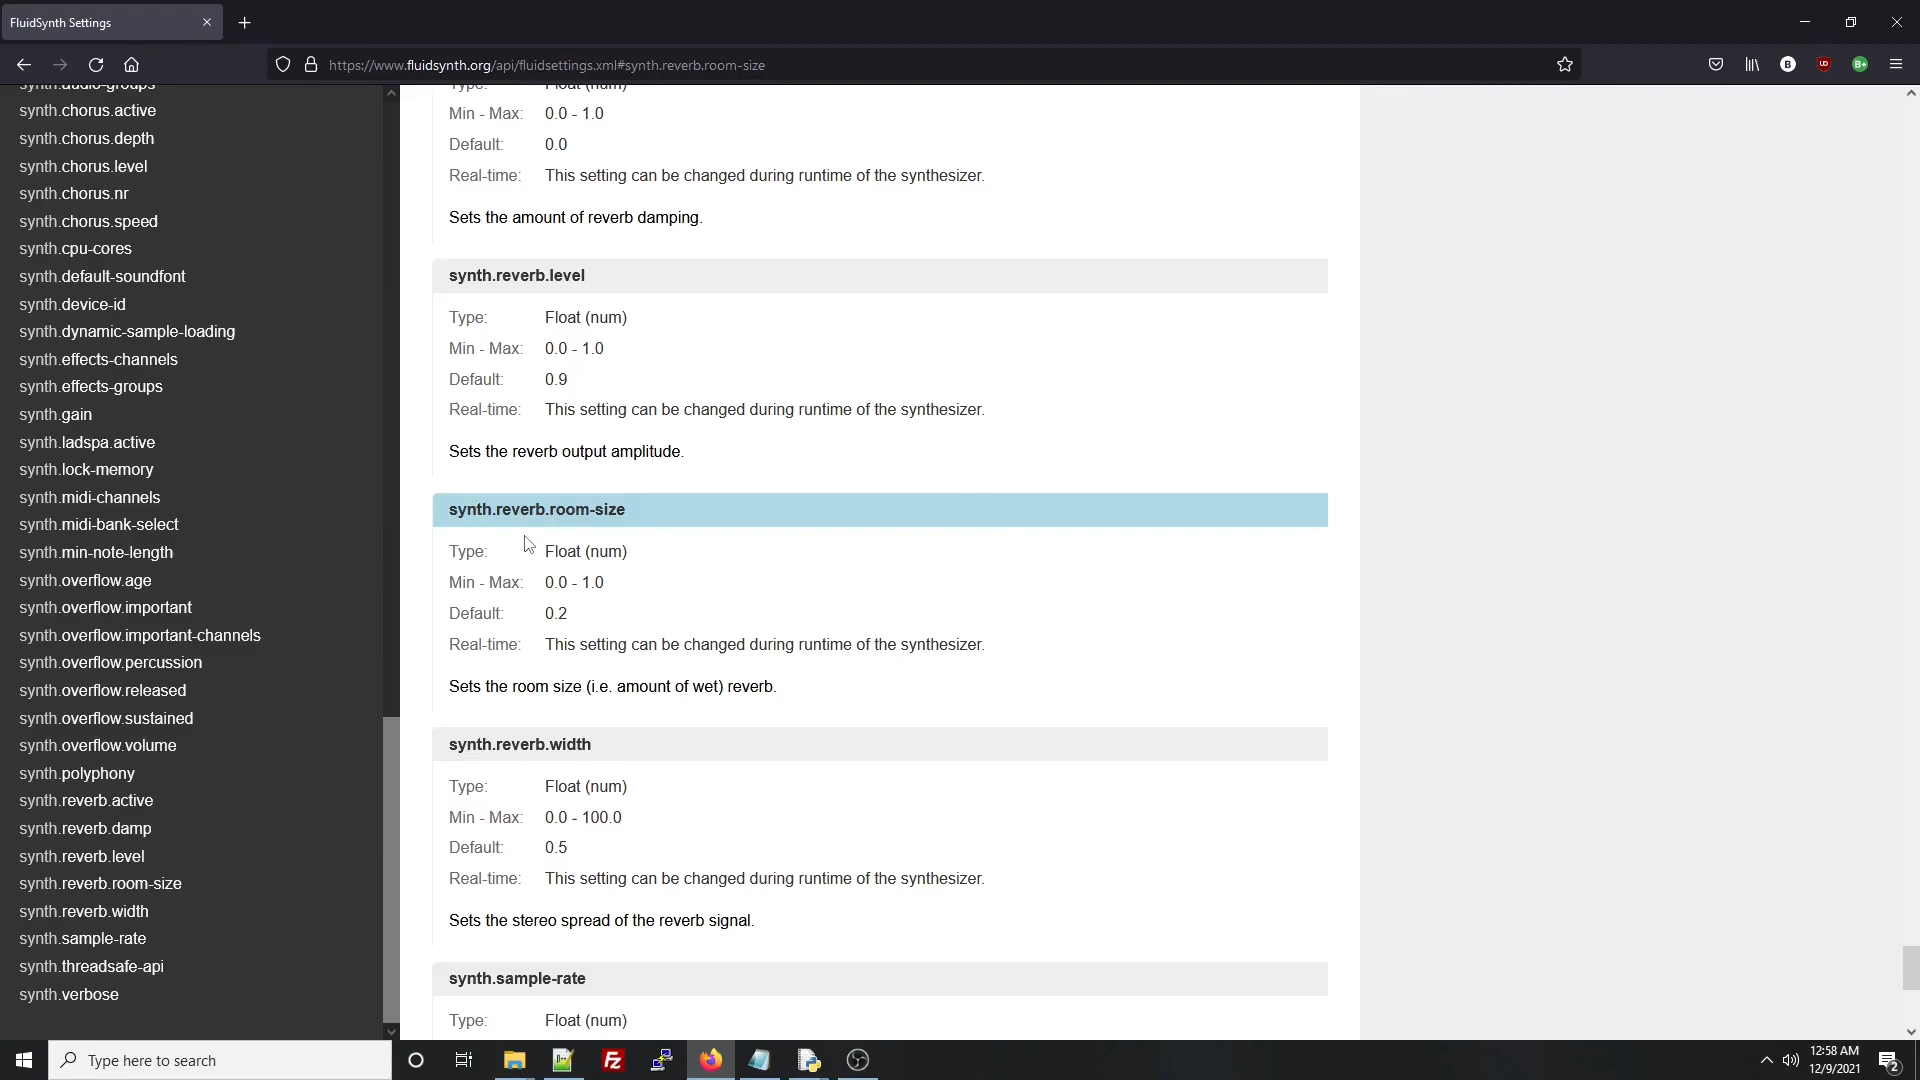 FluidSynth Settings
https://www.fluidsynth.org/api/fluidsettings.xml#synth.reverb.room-size
synth.audio-groups
synth.chorus.active
synth.chorus.depth
synth.chorus.level
synth.chorus.nr
synth.chorus.speed
synth.cpu-cores
synth.default-soundfont
synth.device-id
synth.dynamic-sample-loading
synth.effects-channels
synth.effects-groups
synth.gain
synth.ladspa.active
synth.lock-memory
synth.midi-channels
synth.midi-bank-select
synth.min-note-length
synth.overflow.age
synth.overflow.important
synth.overflow.important-channels
synth.overflow.percussion
synth.overflow.released
synth.overflow.sustained
synth.overflow.volume
synth.polyphony
synth.reverb.active
synth.reverb.damp
synth.reverb.level
synth.reverb.room-size
synth.reverb.width
synth.sample-rate
synth.threadsafe-api
synth.verbose
Type: Float (num)
Min - Max: 0.0 - 1.0
Default: 0.0
Real-time: This setting can be changed during runtime of the synthesizer.
Sets the amount of reverb damping.
synth.reverb.level
Type: Float (num)
Min - Max: 0.0 - 1.0
Default: 0.9
Real-time: This setting can be changed during runtime of the synthesizer.
Sets the reverb output amplitude.
synth.reverb.room-size
Type: Float (num)
Min - Max: 0.0 - 1.0
Default: 0.2
Real-time: This setting can be changed during runtime of the synthesizer.
Sets the room size (i.e. amount of wet) reverb.
synth.reverb.width
Type: Float (num)
Min - Max: 0.0 - 100.0
Default: 0.5
Real-time: This setting can be changed during runtime of the synthesizer.
Sets the stereo spread of the reverb signal.
synth.sample-rate
Type: Float (num)
Type here to search
12:58 AM
12/9/2021
2